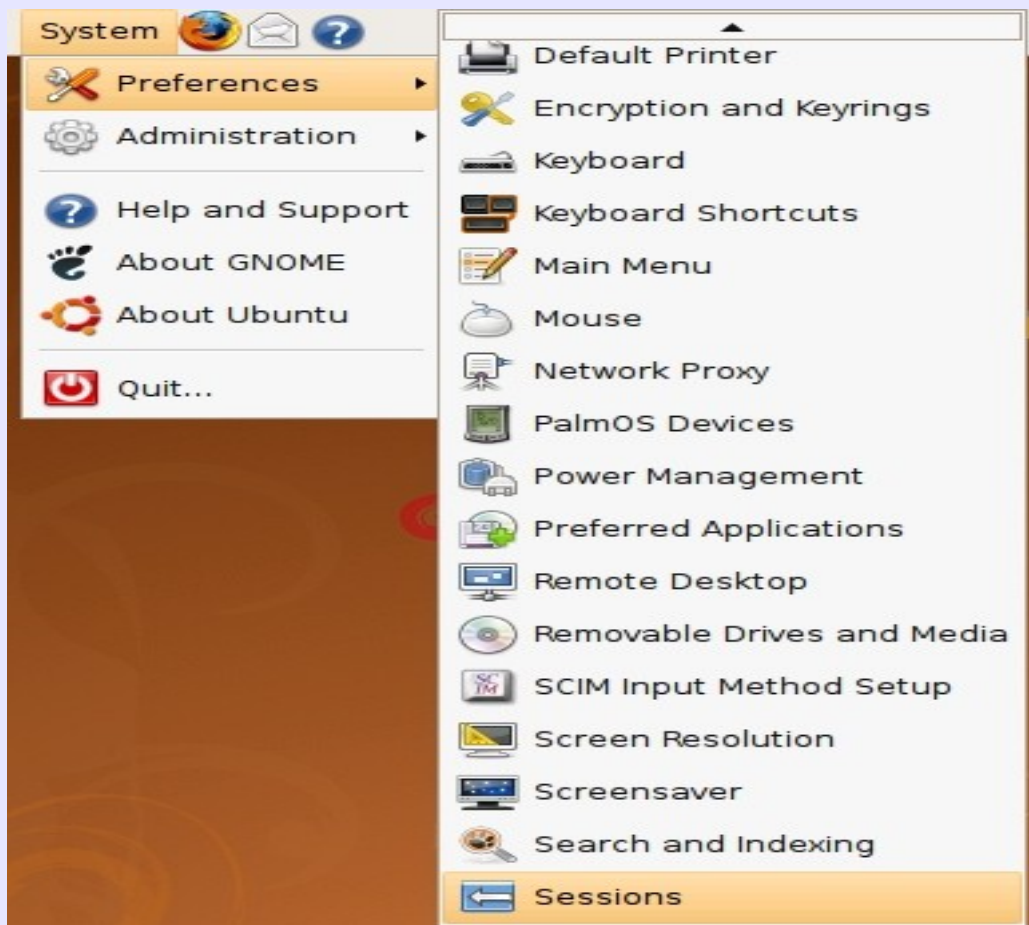 System
Preferences
Administration
Help and Support
About GNOME
About Ubuntu
Quit...
Default Printer
Encryption and Keyrings
Keyboard
Keyboard Shortcuts
Main Menu
Mouse
Network Proxy
PalmOS Devices
Power Management
Preferred Applications
Remote Desktop
Removable Drives and Media
SCIM Input Method Setup
Screen Resolution
Screensaver
Search and Indexing
Sessions